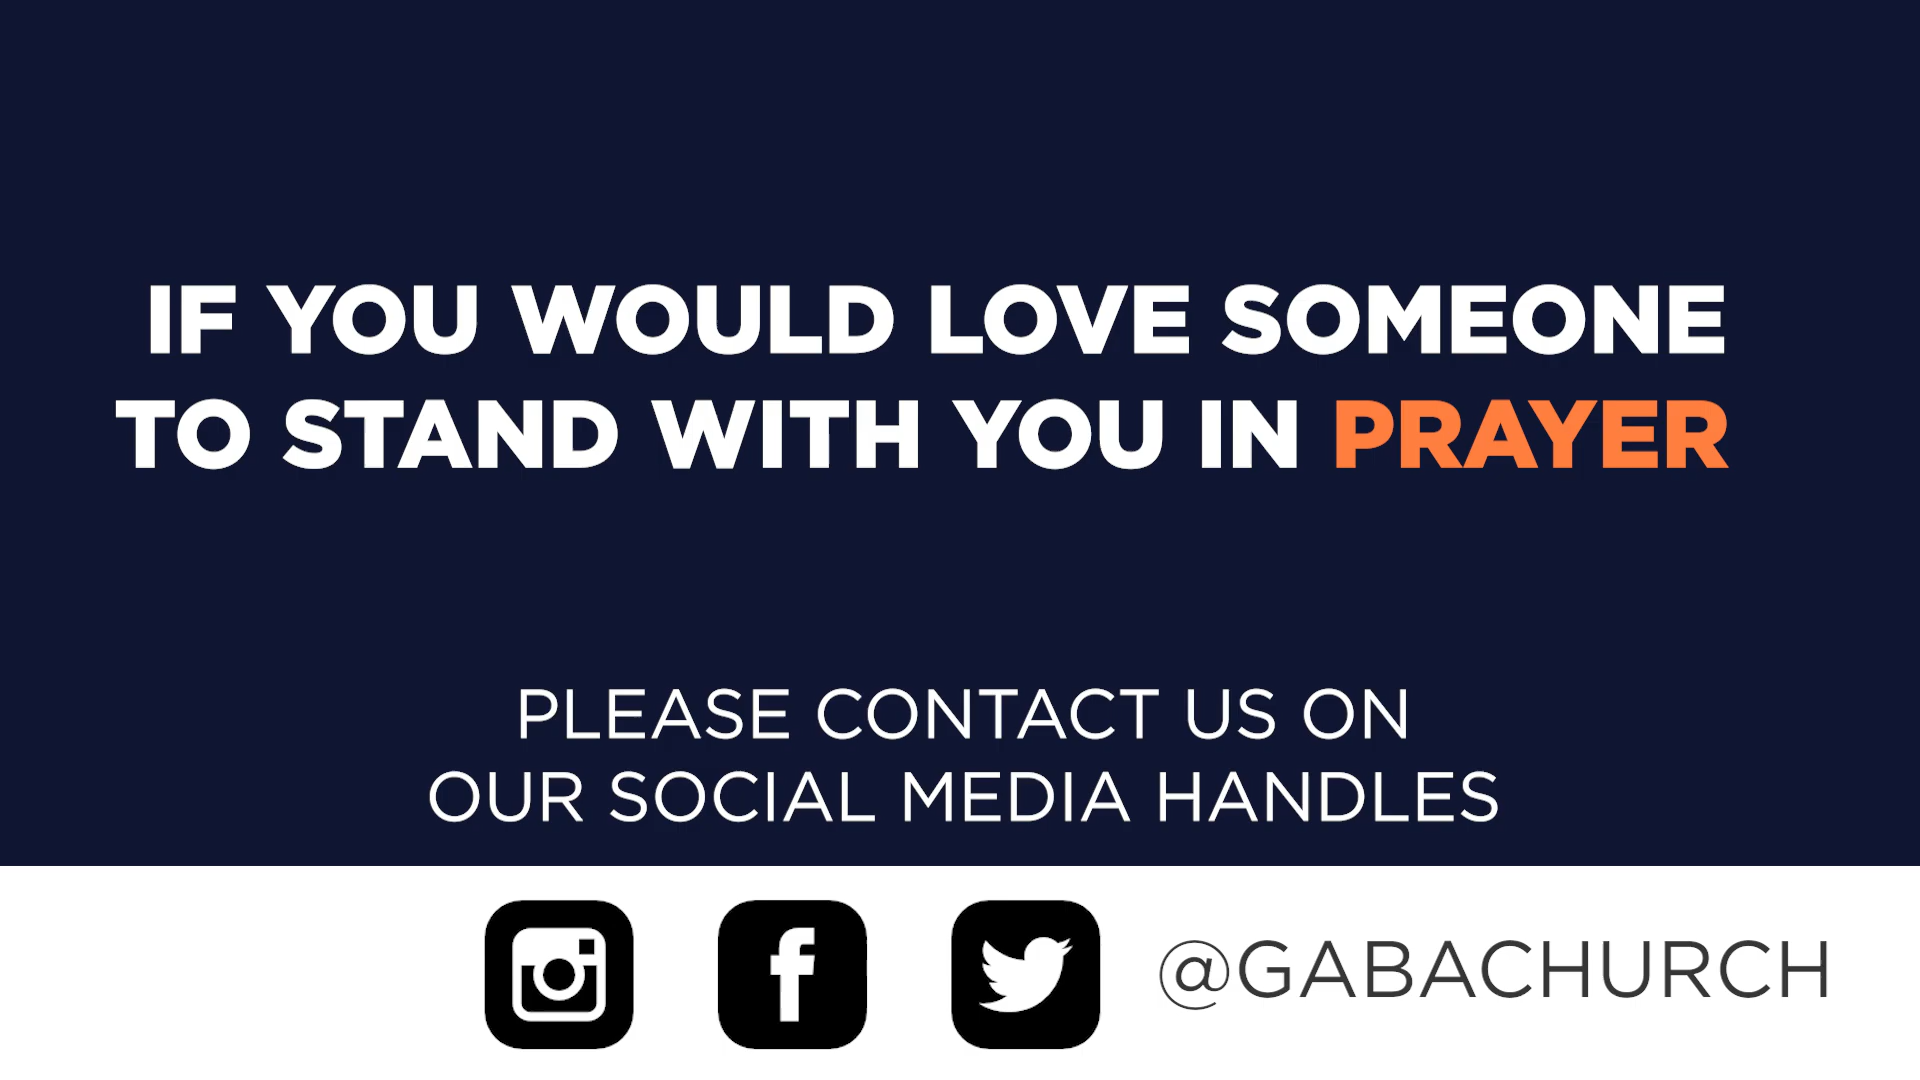 IF YOU WOULD LOVE SOMEONE
TO STAND WITH YOU IN PRAYER
PLEASE CONTACT US ON
OUR SOCIAL MEDIA HANDLES
@GABACHURCH